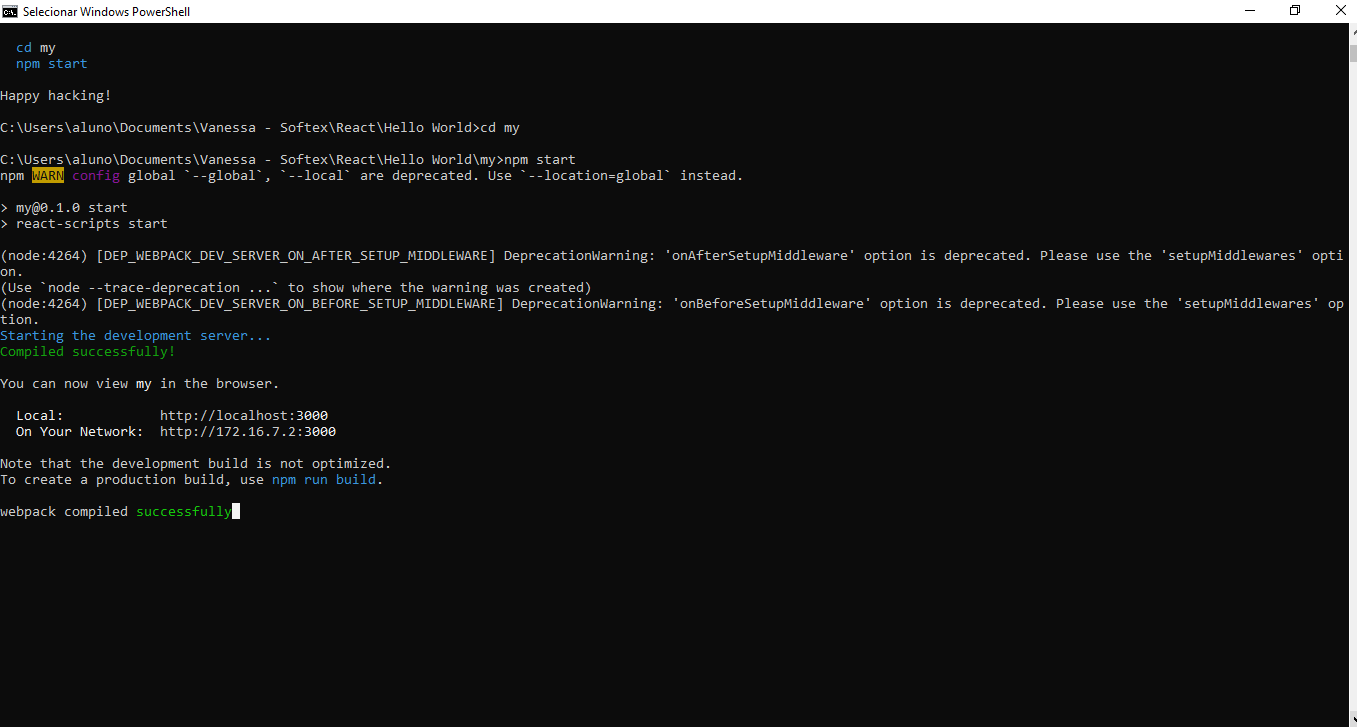 Selecionar Windows PowerShell
cd my
npm start
Happy hacking!
C:\Users\aluno\Documents\Vanessa - Softex\React\Hello World>cd my
C:\Users\aluno\Documents\Vanessa - Softex\React\Hello World\my>npm start
npm WARN config global `--global`, `--local` are deprecated. Use `--location=global` instead.
> my@0.1.0 start
> react-scripts start
(node:4264) [DEP_WEBPACK_DEV_SERVER_ON_AFTER_SETUP_MIDDLEWARE] DeprecationWarning: 'onAfterSetupMiddleware' option is deprecated. Please use the 'setupMiddlewares' opti
on.
(Use `node --trace-deprecation ...` to show where the warning was created)
(node:4264) [DEP_WEBPACK_DEV_SERVER_ON_BEFORE_SETUP_MIDDLEWARE] DeprecationWarning: 'onBeforeSetupMiddleware' option is deprecated. Please use the 'setupMiddlewares' op
tion.
Starting the development server...
Compiled successfully!
You can now view my in the browser.
Local:            http://localhost:3000
On Your Network:  http://172.16.7.2:3000
Note that the development build is not optimized.
To create a production build, use npm run build.
webpack compiled successfully